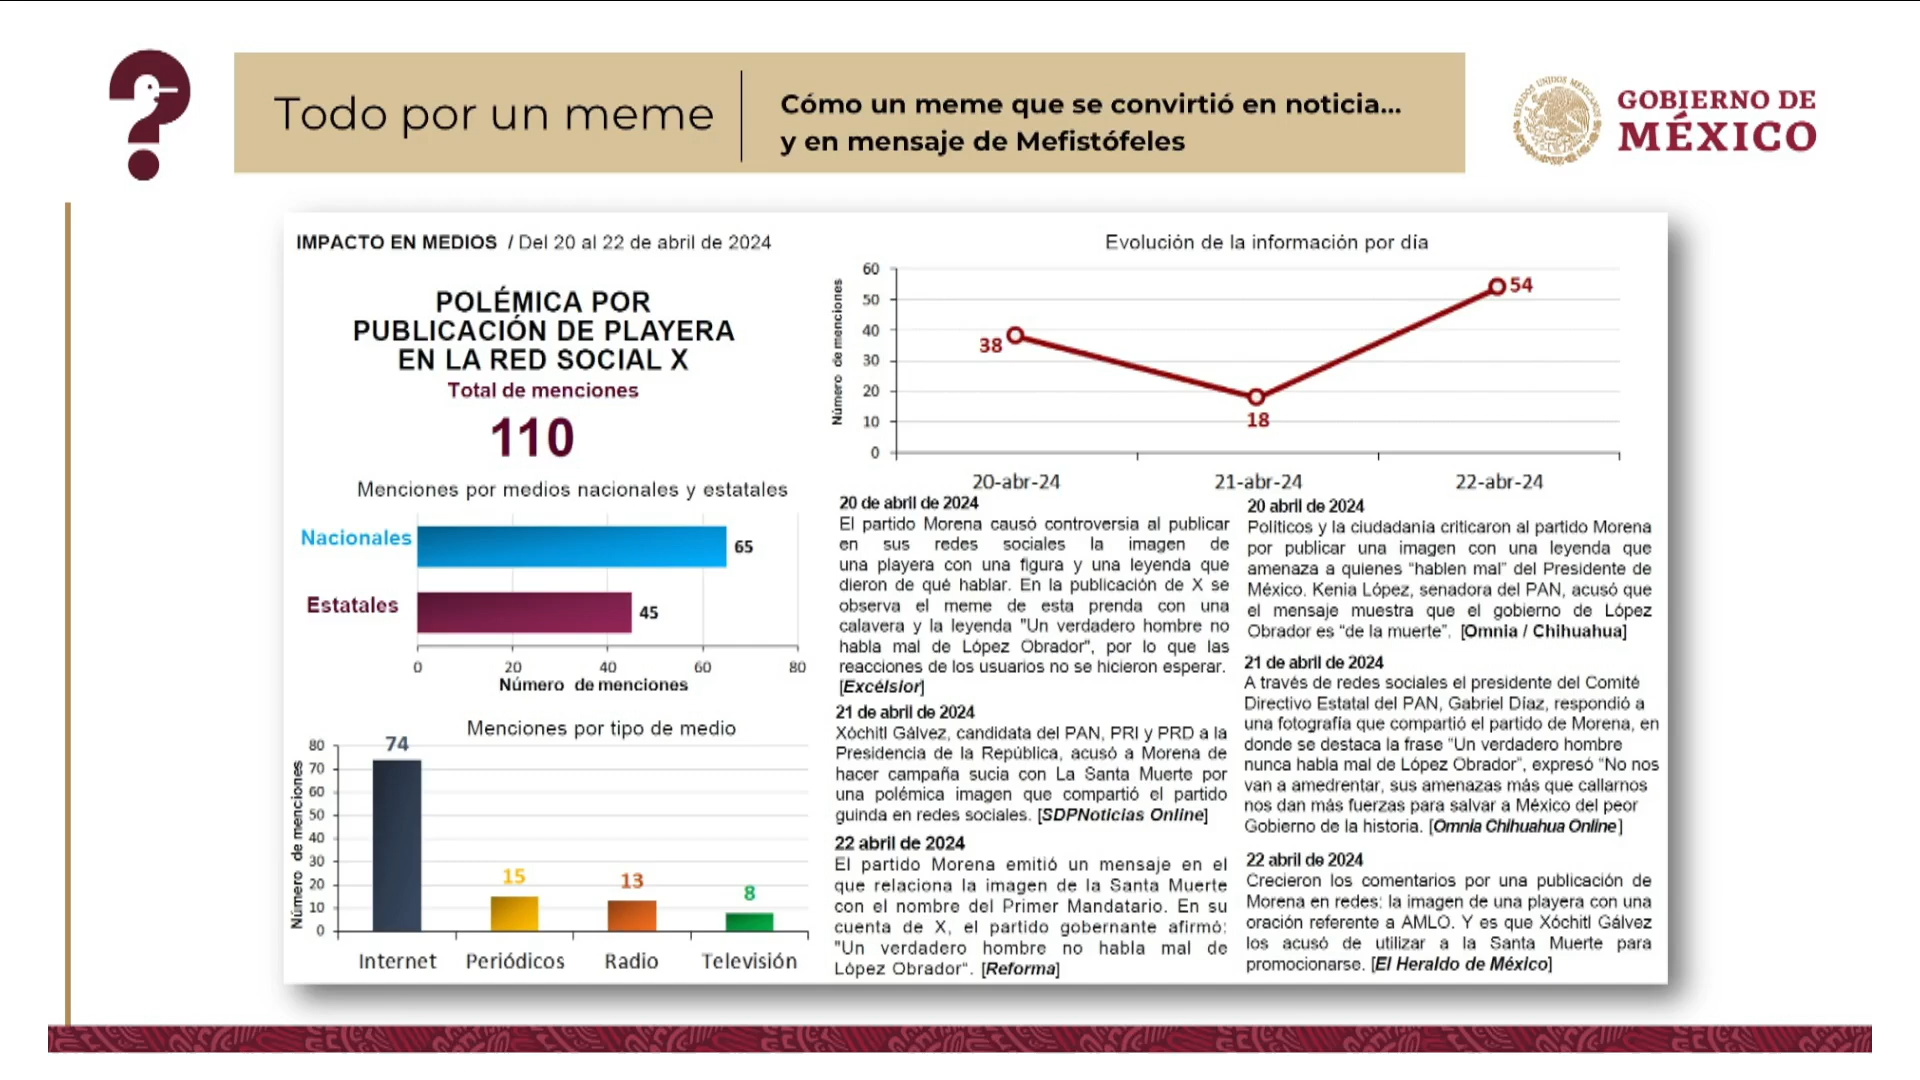 Todo por un meme
Cómo un meme que se convirtió en noticia...
y en mensaje de Mefistófeles
ESTADOS UNIDOS MEXICANOS
GOBIERNO DE
MÉXICO
IMPACTO EN MEDIOS / Del 20 al 22 de abril de 2024
POLÉMICA POR
PUBLICACIÓN DE PLAYERA
EN LA RED SOCIAL X
Total de menciones
110
Menciones por medios nacionales y estatales
Nacionales
65
Estatales
45
0 20 40 60 80
Número de menciones
Menciones por tipo de medio
Número de menciones
80
70
60
50
40
30
20
10
0
74
15
13
8
Internet Periódicos Radio Televisión
Evolución de la información por día
Número de menciones
60
50
40
30
20
10
0
38
18
54
20-abr-24 21-abr-24 22-abr-24
20 de abril de 2024
El partido Morena causó controversia al publicar
en sus redes sociales la imagen de
una playera con una figura y una leyenda que
dieron de qué hablar. En la publicación de X se
observa el meme de esta prenda con una
calavera y la leyenda "Un verdadero hombre no
habla mal de López Obrador", por lo que las
reacciones de los usuarios no se hicieron esperar.
[Excélsior]
21 de abril de 2024
Xóchitl Gálvez, candidata del PAN, PRI y PRD a la
Presidencia de la República, acusó a Morena de
hacer campaña sucia con La Santa Muerte por
una polémica imagen que compartió el partido
guinda en redes sociales. [SDPNoticias Online]
22 abril de 2024
El partido Morena emitió un mensaje en el
que relaciona la imagen de la Santa Muerte
con el nombre del Primer Mandatario. En su
cuenta de X, el partido gobernante afirmó:
"Un verdadero hombre no habla mal de
López Obrador". [Reforma]
20 abril de 2024
Políticos y la ciudadanía criticaron al partido Morena
por publicar una imagen con una leyenda que
amenaza a quienes “hablen mal” del Presidente de
México. Kenia López, senadora del PAN, acusó que
el mensaje muestra que el gobierno de López
Obrador es “de la muerte”. [Omnia / Chihuahua]
21 de abril de 2024
A través de redes sociales el presidente del Comité
Directivo Estatal del PAN, Gabriel Díaz, respondió a
una fotografía que compartió el partido de Morena, en
donde se destaca la frase “Un verdadero hombre
nunca habla mal de López Obrador”, expresó “No nos
van a amedrentar, sus amenazas más que callarnos
nos dan más fuerzas para salvar a México del peor
Gobierno de la historia. [Omnia Chihuahua Online]
22 abril de 2024
Crecieron los comentarios por una publicación de
Morena en redes: la imagen de una playera con una
oración referente a AMLO. Y es que Xóchitl Gálvez
los acusó de utilizar a la Santa Muerte para
promocionarse. [El Heraldo de México]